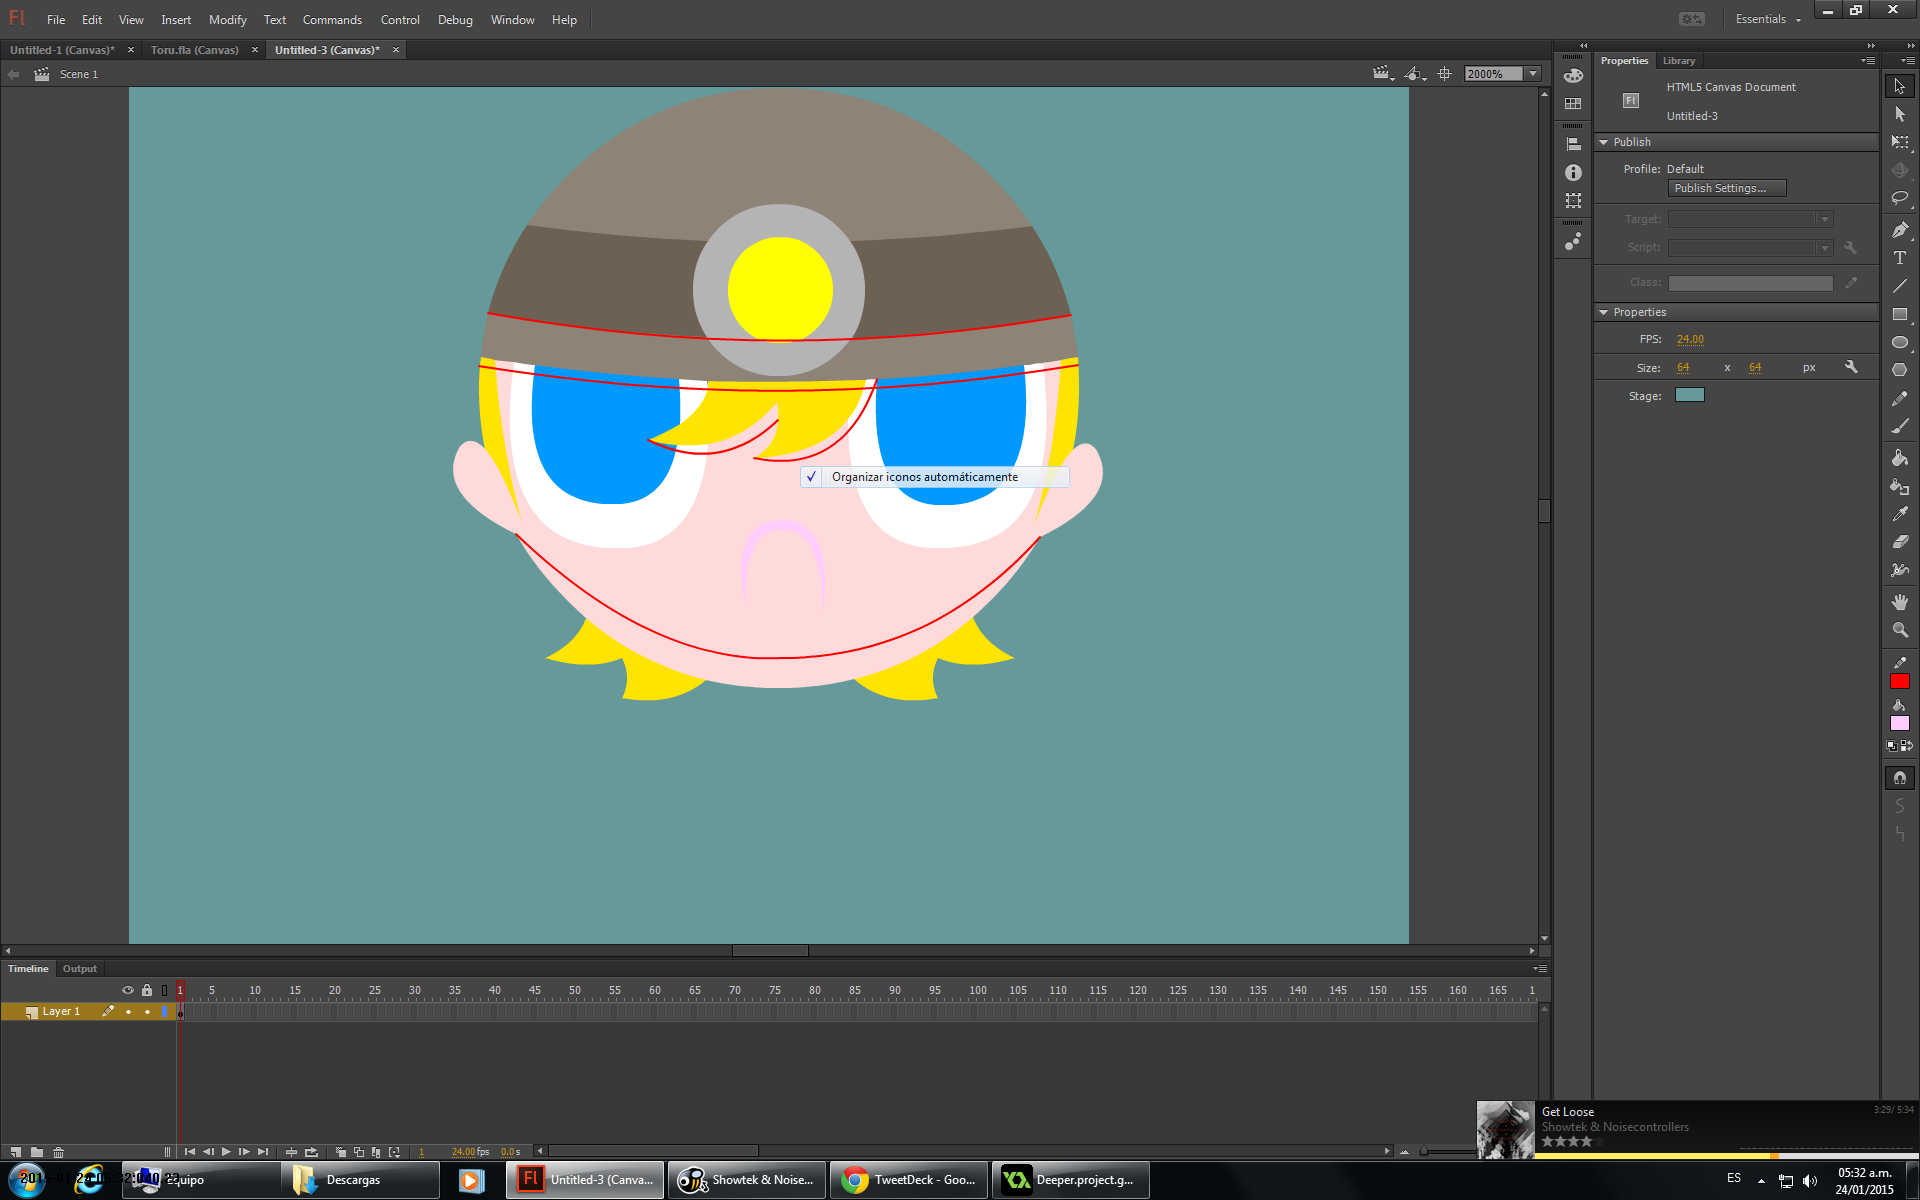 Fl File Edit View Insert Modify Text Commands Control Debug Window Help Essentials
Untitled-1 (Canvas)* × Toru.fla (Canvas) × Untitled-3 (Canvas)* ×
Scene 1 2000%
Properties Library
HTML5 Canvas Document
Fl
Untitled-3
Publish
Profile: Default
Publish Settings...
Target:
Script:
Class:
Properties
FPS: 24.00
Size: 64 x 64 px
Stage:
T
✓ Organizar iconos automáticamente
Timeline Output
1 5 10 15 20 25 30 35 40 45 50 55 60 65 70 75 80 85 90 95 100 105 110 115 120 125 130 135 140 145 150 155 160 165 1
Layer 1
1 24.00 fps 0.0 s
Get Loose 3:29/ 5:34
Showtek & Noisecontrollers
Equipo Descargas Fl Untitled-3 (Canva... Showtek & Noise... TweetDeck - Goo... Deeper.project.g... ES 05:32 a.m.
24/01/2015